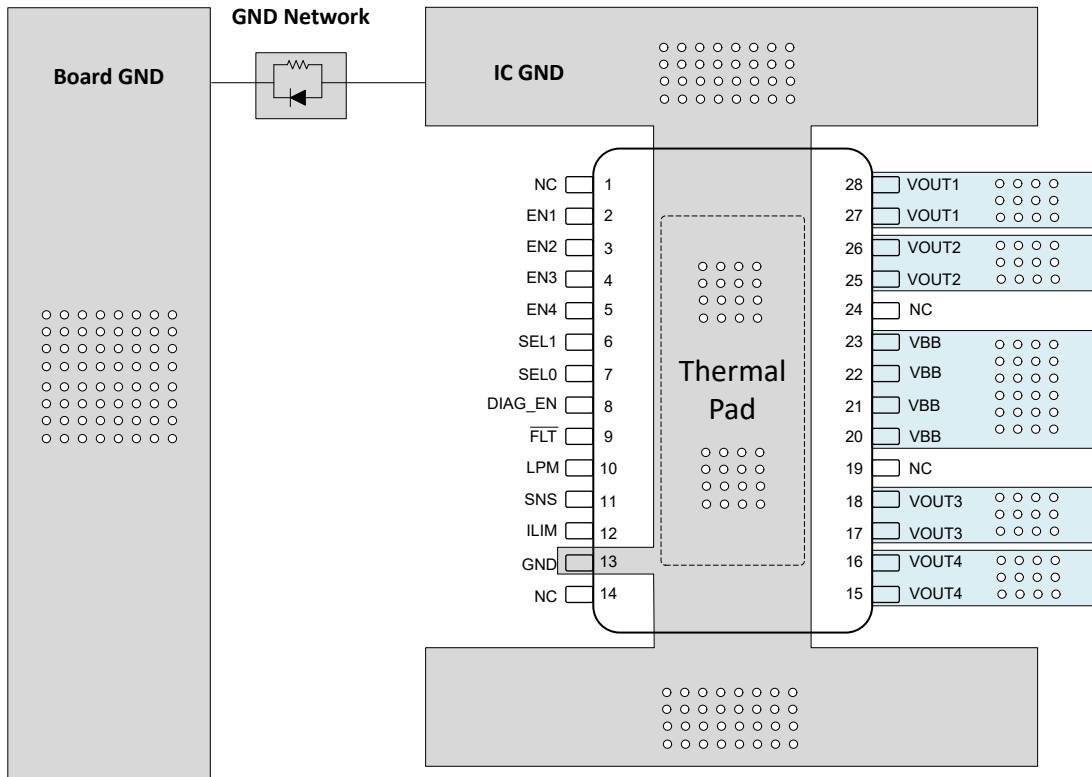 GND Network
Board GND
IC GND
NC 1
EN1 2
EN2 3
EN3 4
EN4 5
SEL1 6
SEL0 7
DIAG_EN 8
FLT 9
LPM 10
SNS 11
ILIM 12
GND 13
NC 14
Thermal
Pad
28 VOUT1
27 VOUT1
26 VOUT2
25 VOUT2
24 NC
23 VBB
22 VBB
21 VBB
20 VBB
19 NC
18 VOUT3
17 VOUT3
16 VOUT4
15 VOUT4